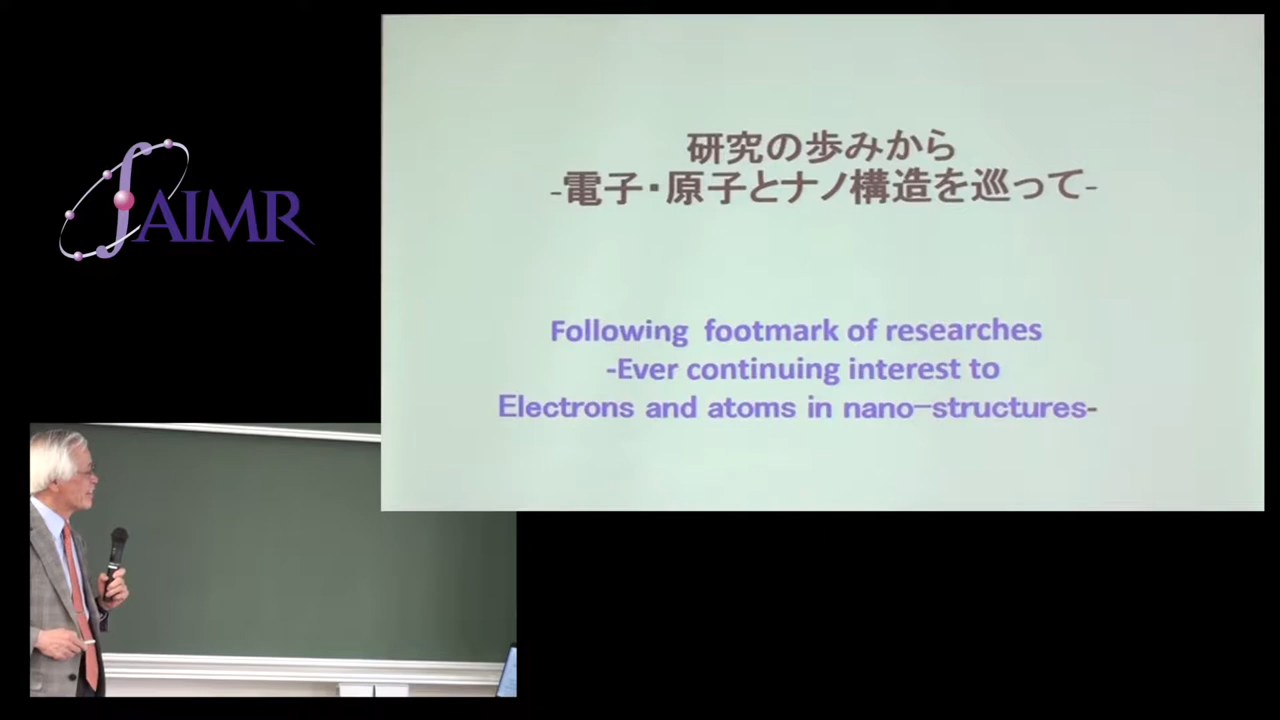 AIMR
研究の歩みから
-電子・原子とナノ構造を巡って-
Following footmark of researches
-Ever continuing interest to
Electrons and atoms in nano-structures-